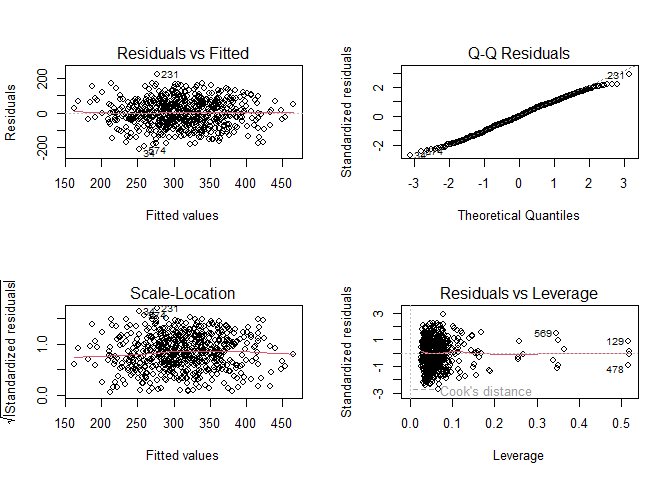 Residuals vs Fitted
Residuals
200
0
-200
231
274
34
150 200 250 300 350 400 450
Fitted values
Q-Q Residuals
Standardized residuals
2
0
-2
231
34
274
-3 -2 -1 0 1 2 3
Theoretical Quantiles
Scale-Location
√|Standardized residuals|
1.0
0.0
231
150 200 250 300 350 400 450
Fitted values
Residuals vs Leverage
Standardized residuals
3
1
-1
-3
569
129
478
Cook's distance
0.0 0.1 0.2 0.3 0.4 0.5
Leverage